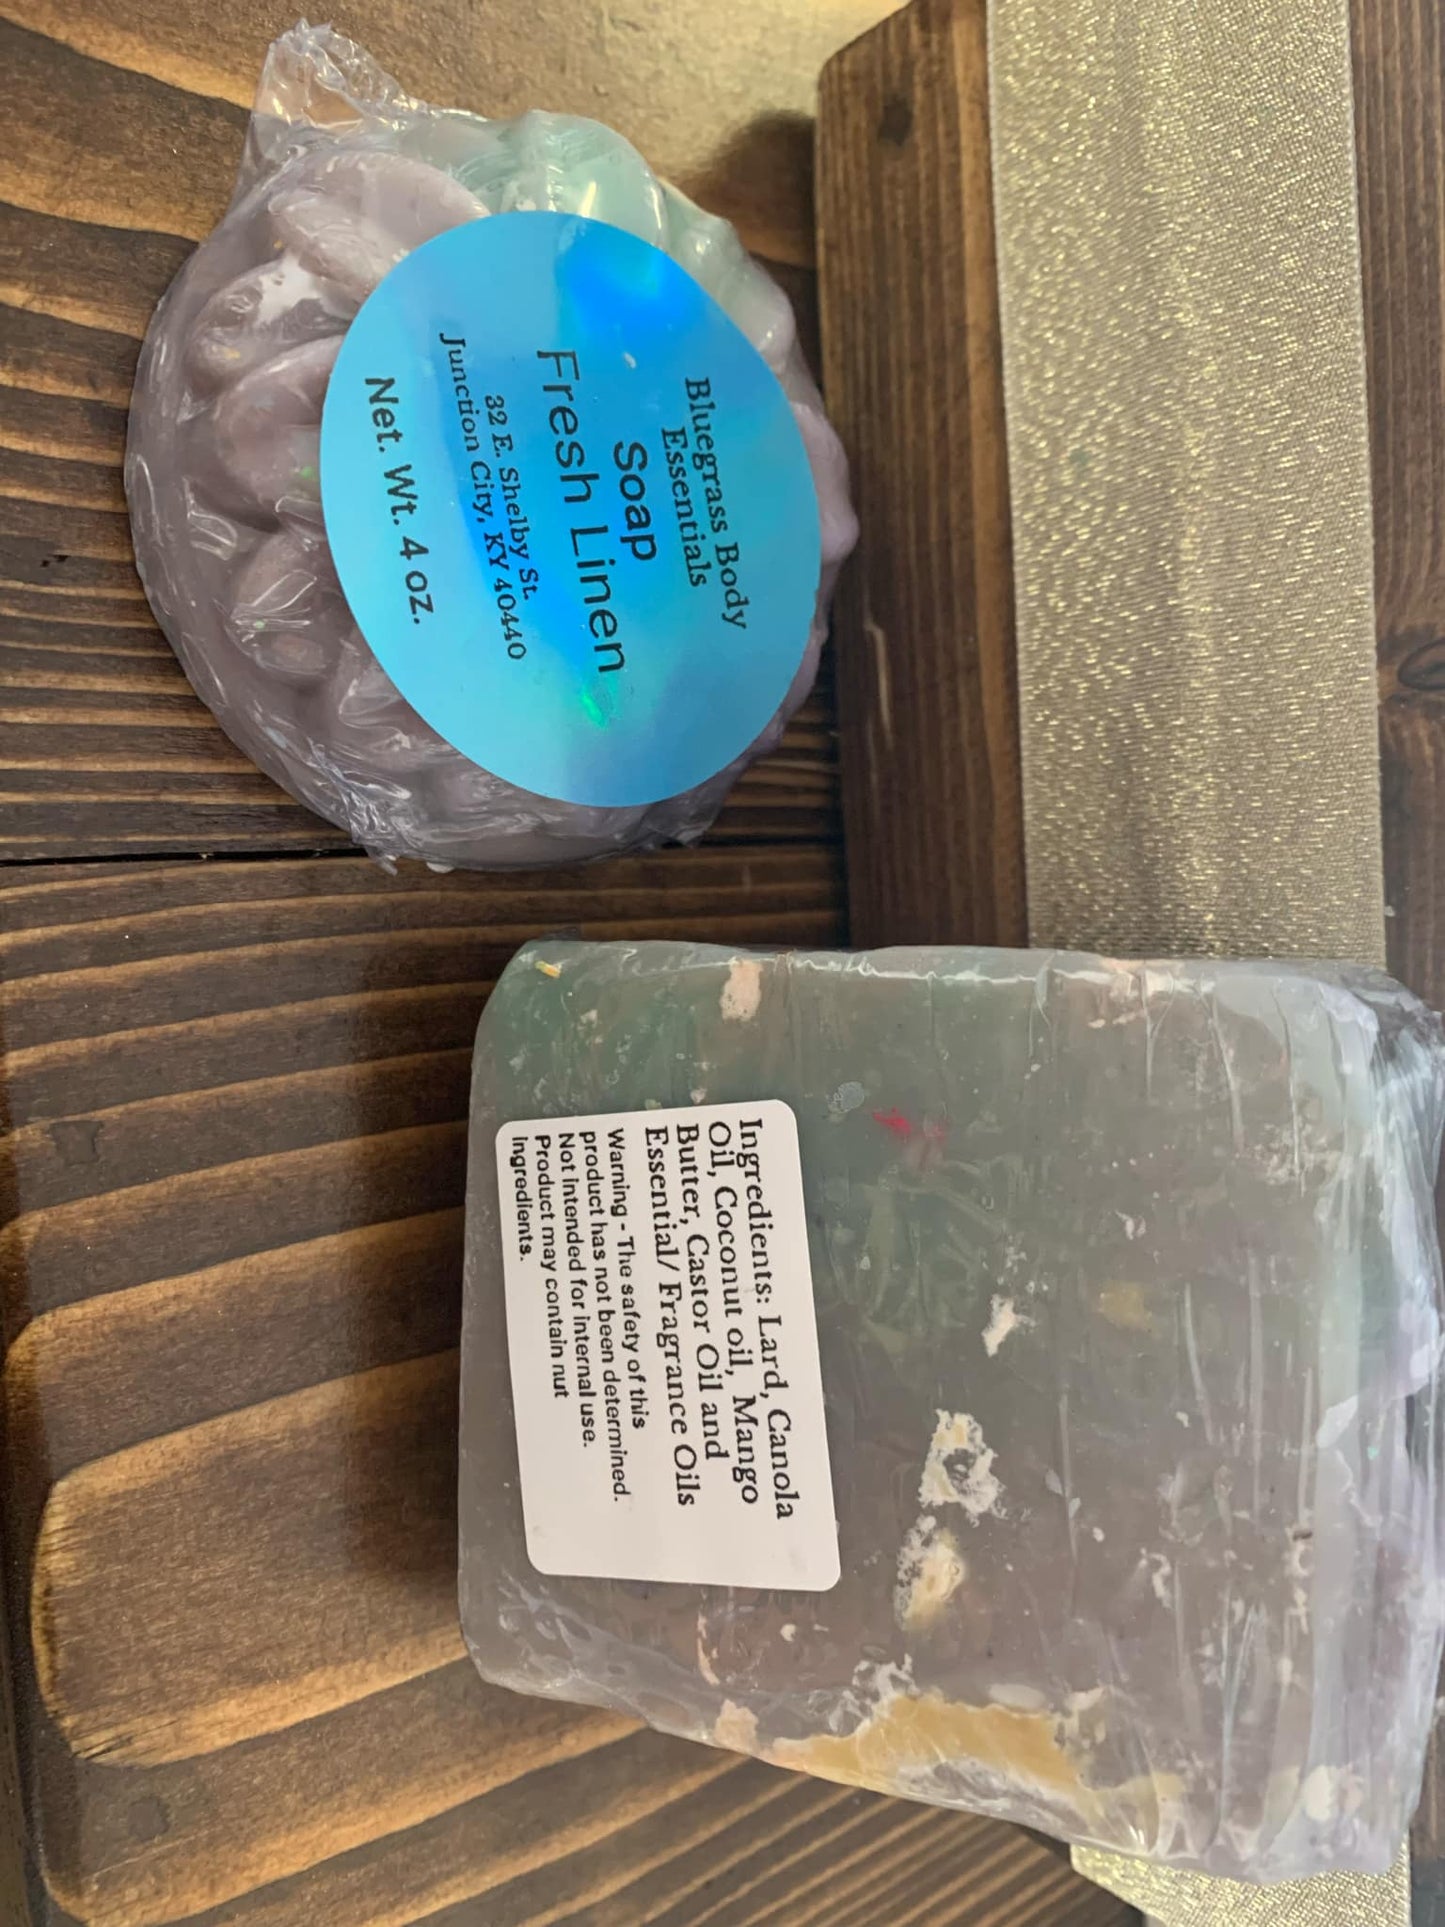 Bluegrass Body
Essentials
Soap
Fresh Linen
32 E. Shelby St.
Junction City, KY 40440
Net. Wt. 4 oz.
Ingredients: Lard, Canola
Oil, Coconut oil, Mango
Butter, Castor Oil and
Essential/ Fragrance Oils
Warning - The safety of this
product has not been determined.
Not intended for internal use.
Product may contain nut
Ingredients.